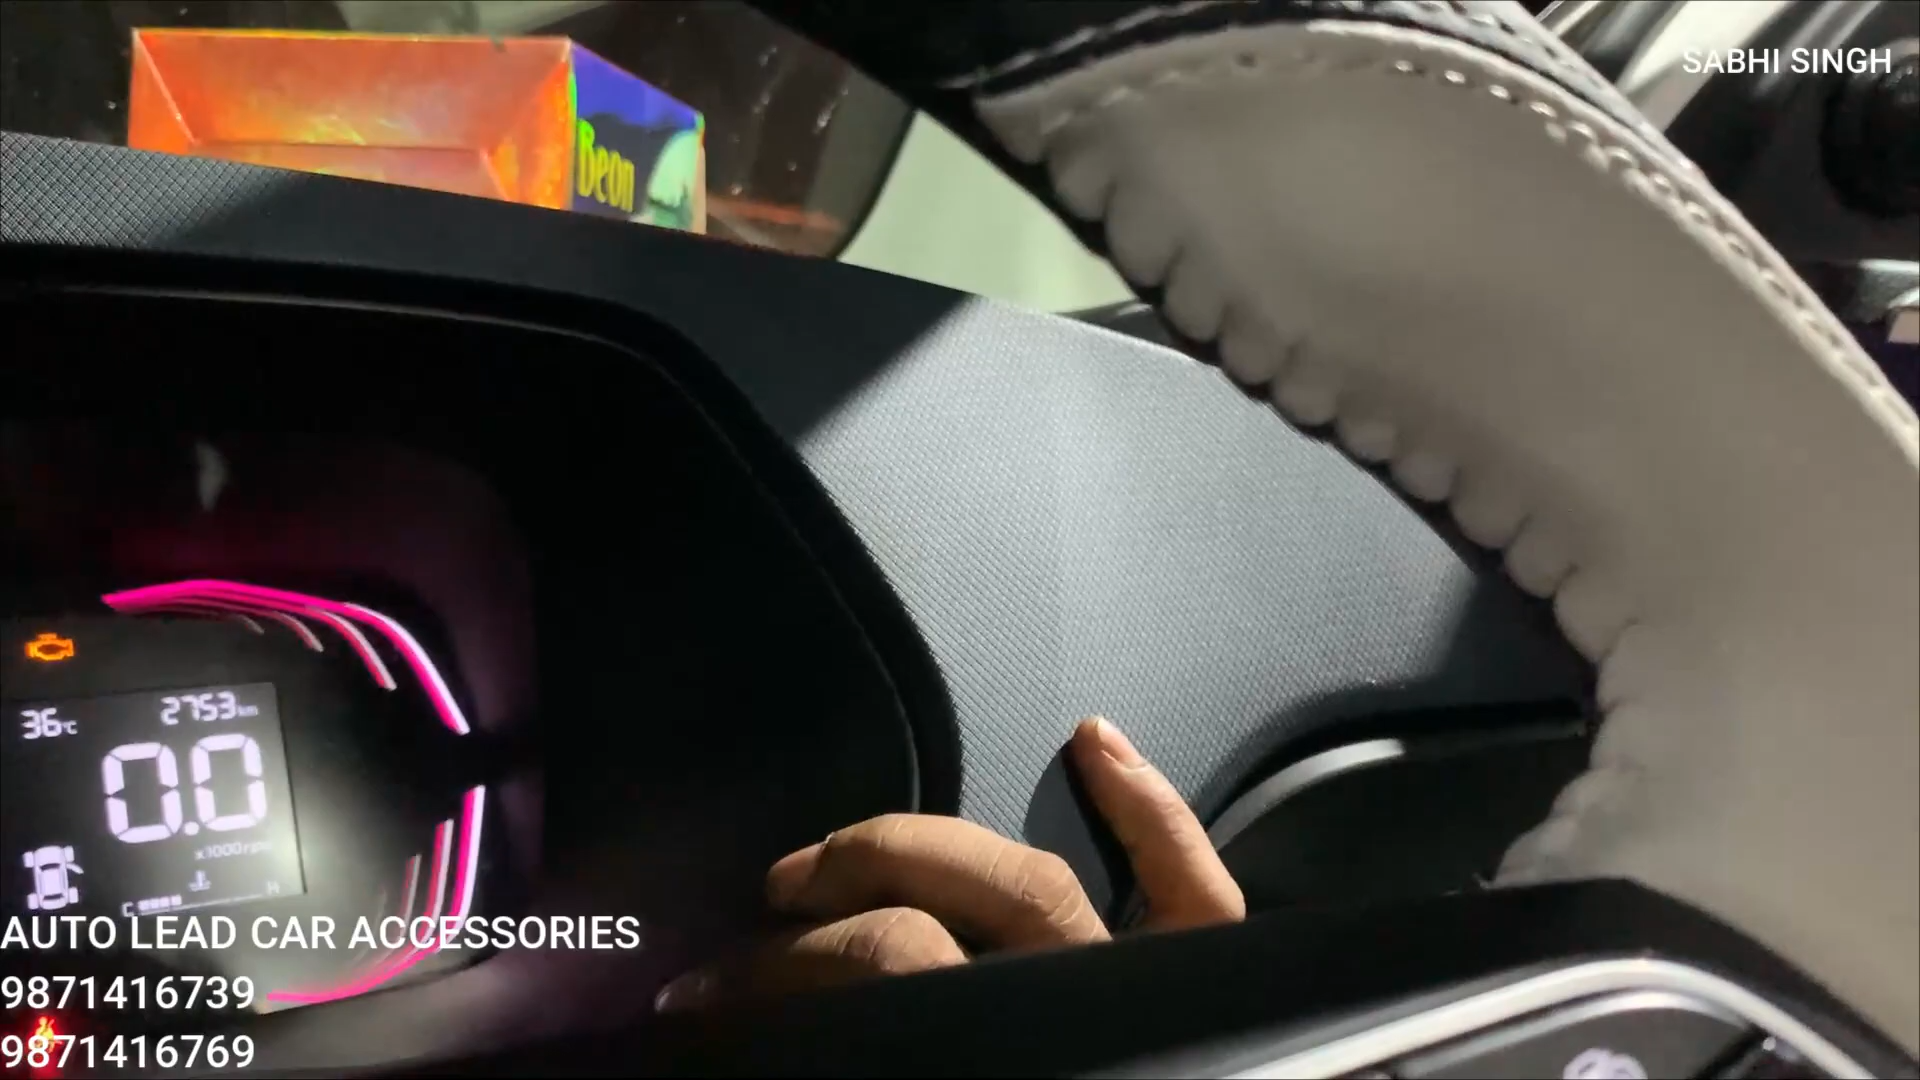 SABHI SINGH
Beon
36°C
2753km
0.0
x1000rpm
C H
AUTO LEAD CAR ACCESSORIES
9871416739
9871416769